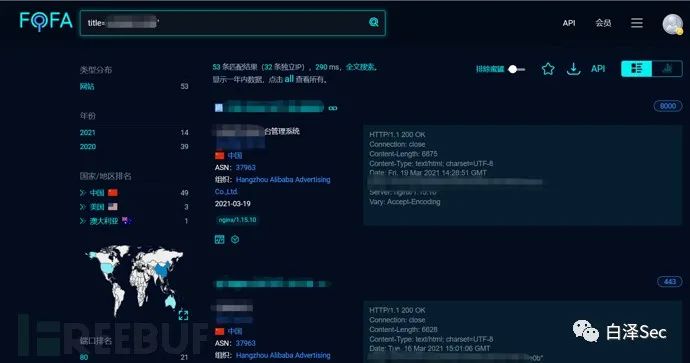 FOFA
title="
API
会员
类型分布
网站 53
年份
2021 14
2020 39
国家/地区排名
中国 49
美国 3
澳大利亚 1
端口排名
80 21
53 条匹配结果（32 条独立IP），290 ms，全文搜索。
显示一年内数据，点击 all 查看所有。
排除蜜罐
API
8000
台管理系统
中国
ASN: 37963
组织: Hangzhou Alibaba Advertising
Co.,Ltd.
2021-03-19
nginx/1.15.10
HTTP/1.1 200 OK
Connection: close
Content-Length: 6675
Content-Type: text/html; charset=UTF-8
Date: Fri, 19 Mar 2021 14:28:51 GMT
Server: nginx/1.15.10
Vary: Accept-Encoding
443
中国
ASN: 37963
组织: Hangzhou Alibaba Advertising
HTTP/1.1 200 OK
Connection: close
Content-Length: 6628
Content-Type: text/html; charset=UTF-8
Date: Tue, 16 Mar 2021 15:01:06 GMT
FREEBUF
白泽Sec